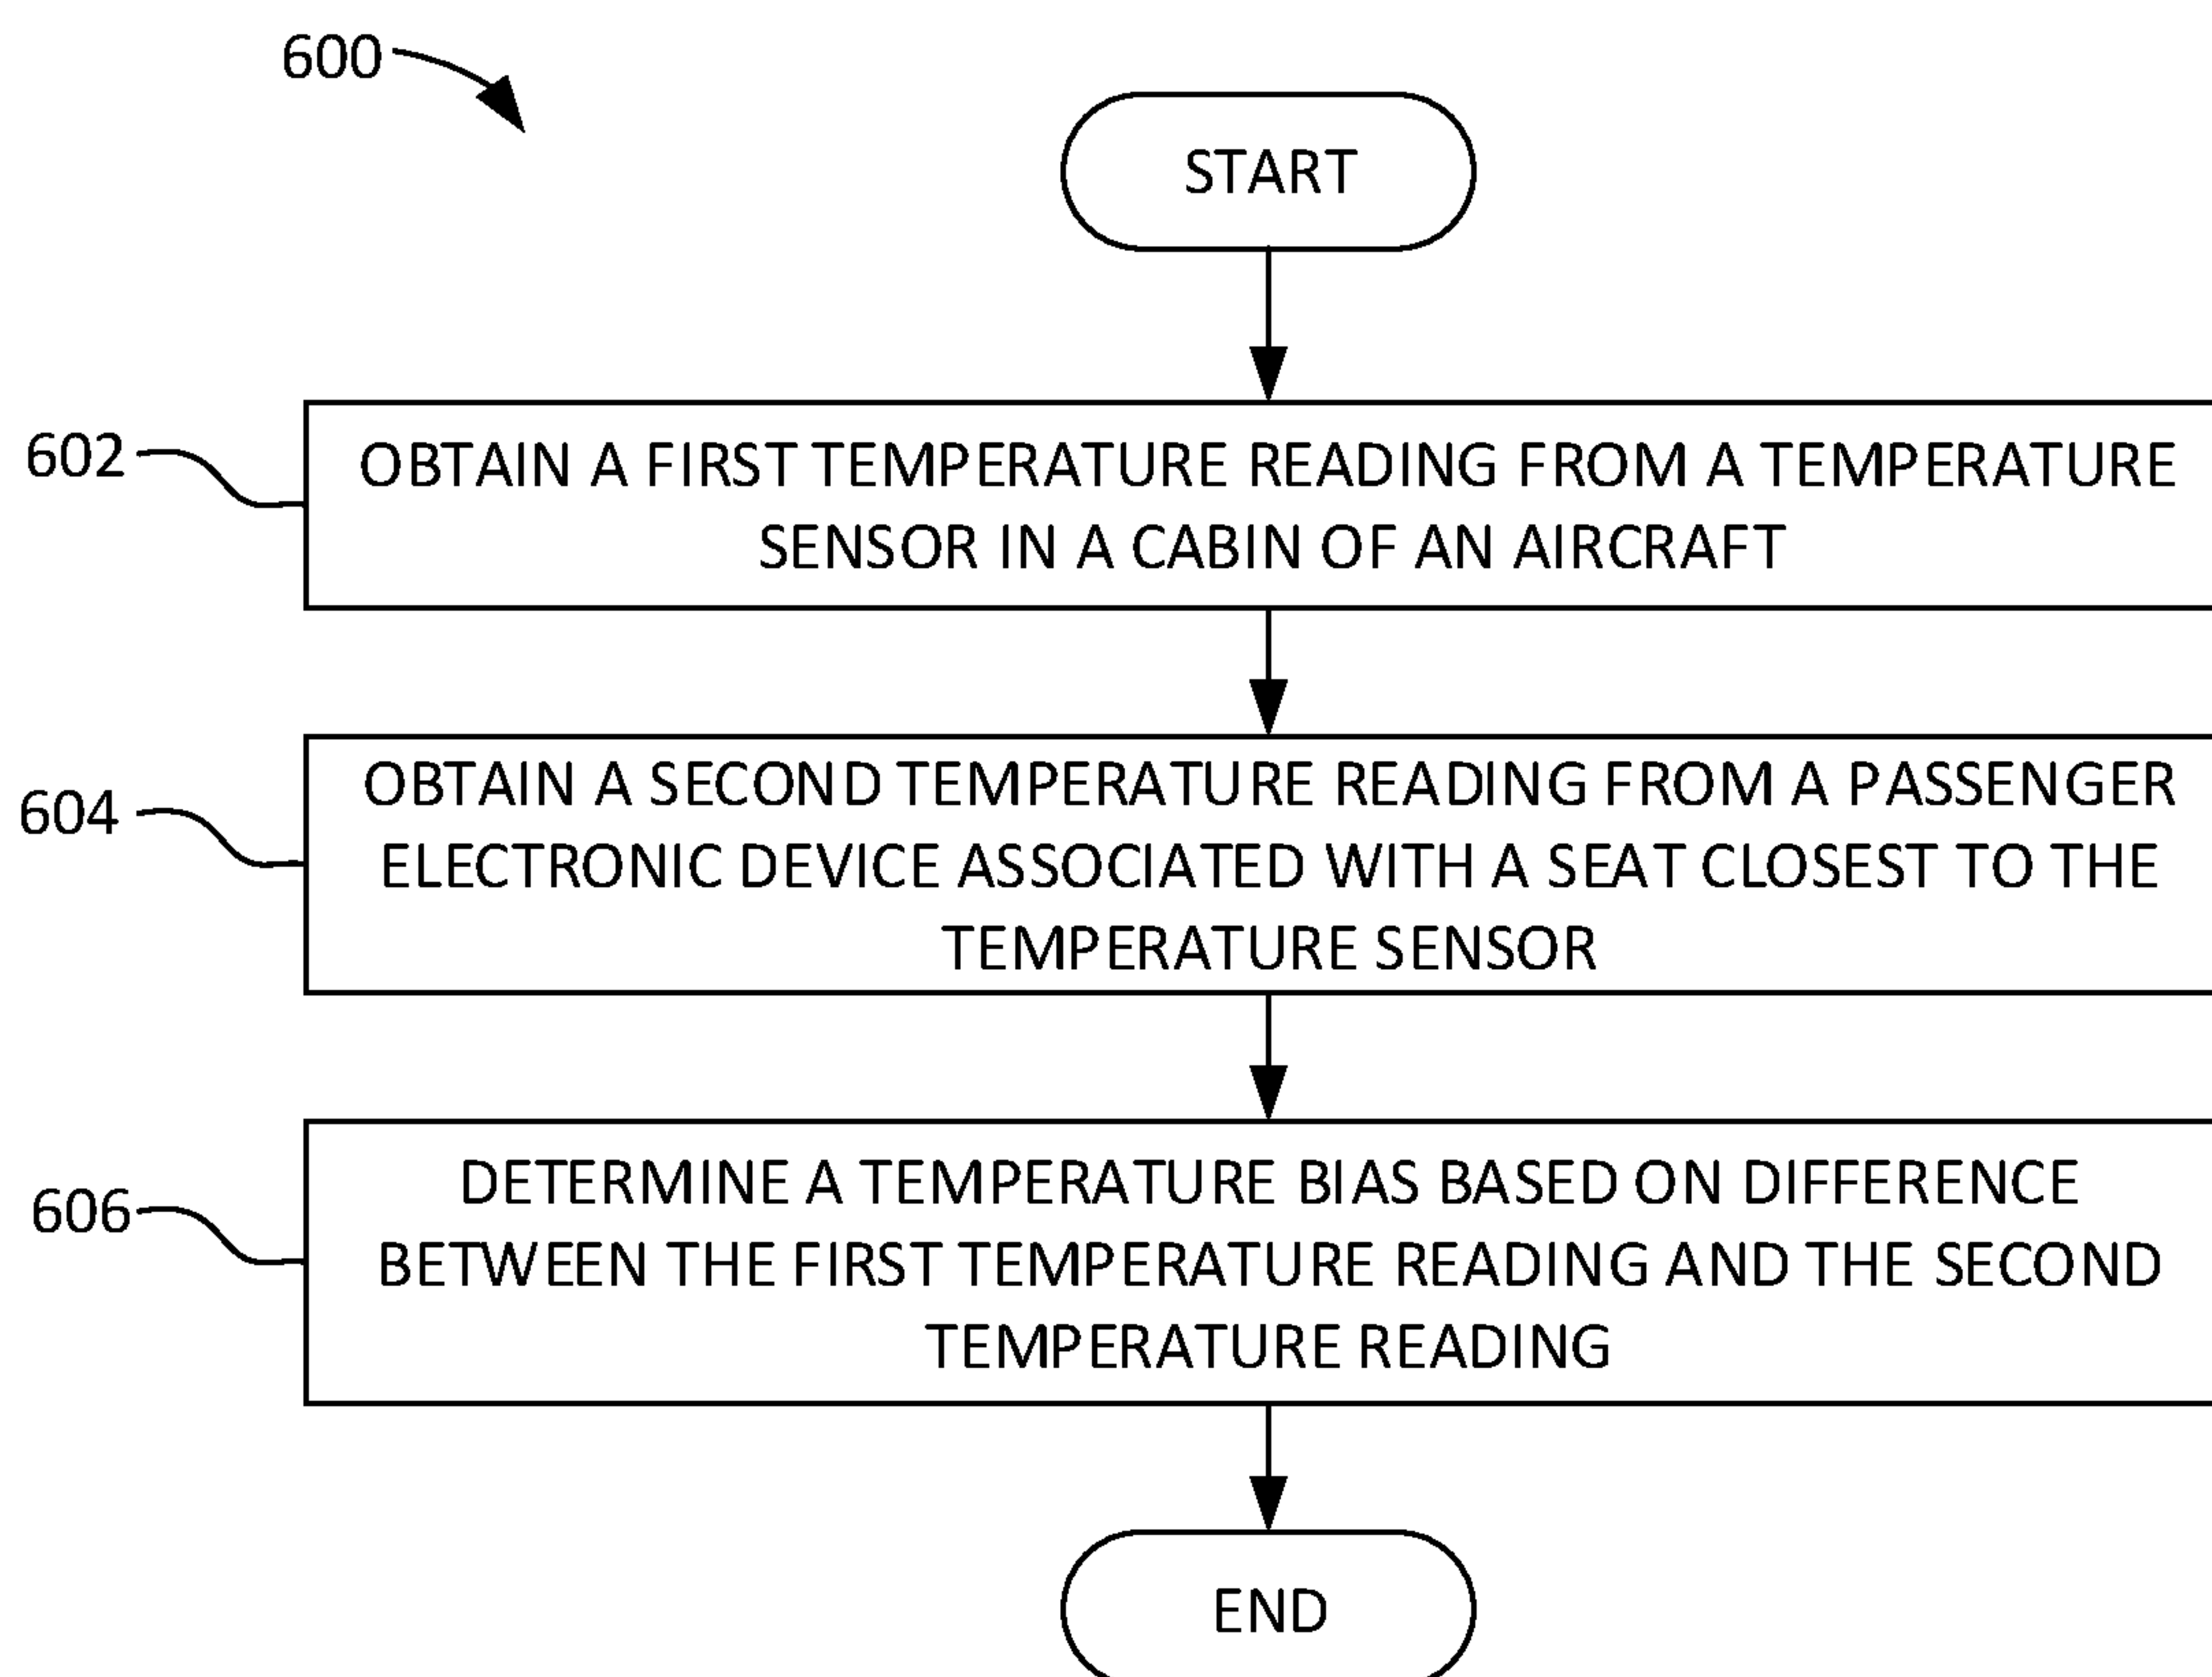 600
START
602
OBTAIN A FIRST TEMPERATURE READING FROM A TEMPERATURE
SENSOR IN A CABIN OF AN AIRCRAFT
604
OBTAIN A SECOND TEMPERATURE READING FROM A PASSENGER
ELECTRONIC DEVICE ASSOCIATED WITH A SEAT CLOSEST TO THE
TEMPERATURE SENSOR
606
DETERMINE A TEMPERATURE BIAS BASED ON DIFFERENCE
BETWEEN THE FIRST TEMPERATURE READING AND THE SECOND
TEMPERATURE READING
END